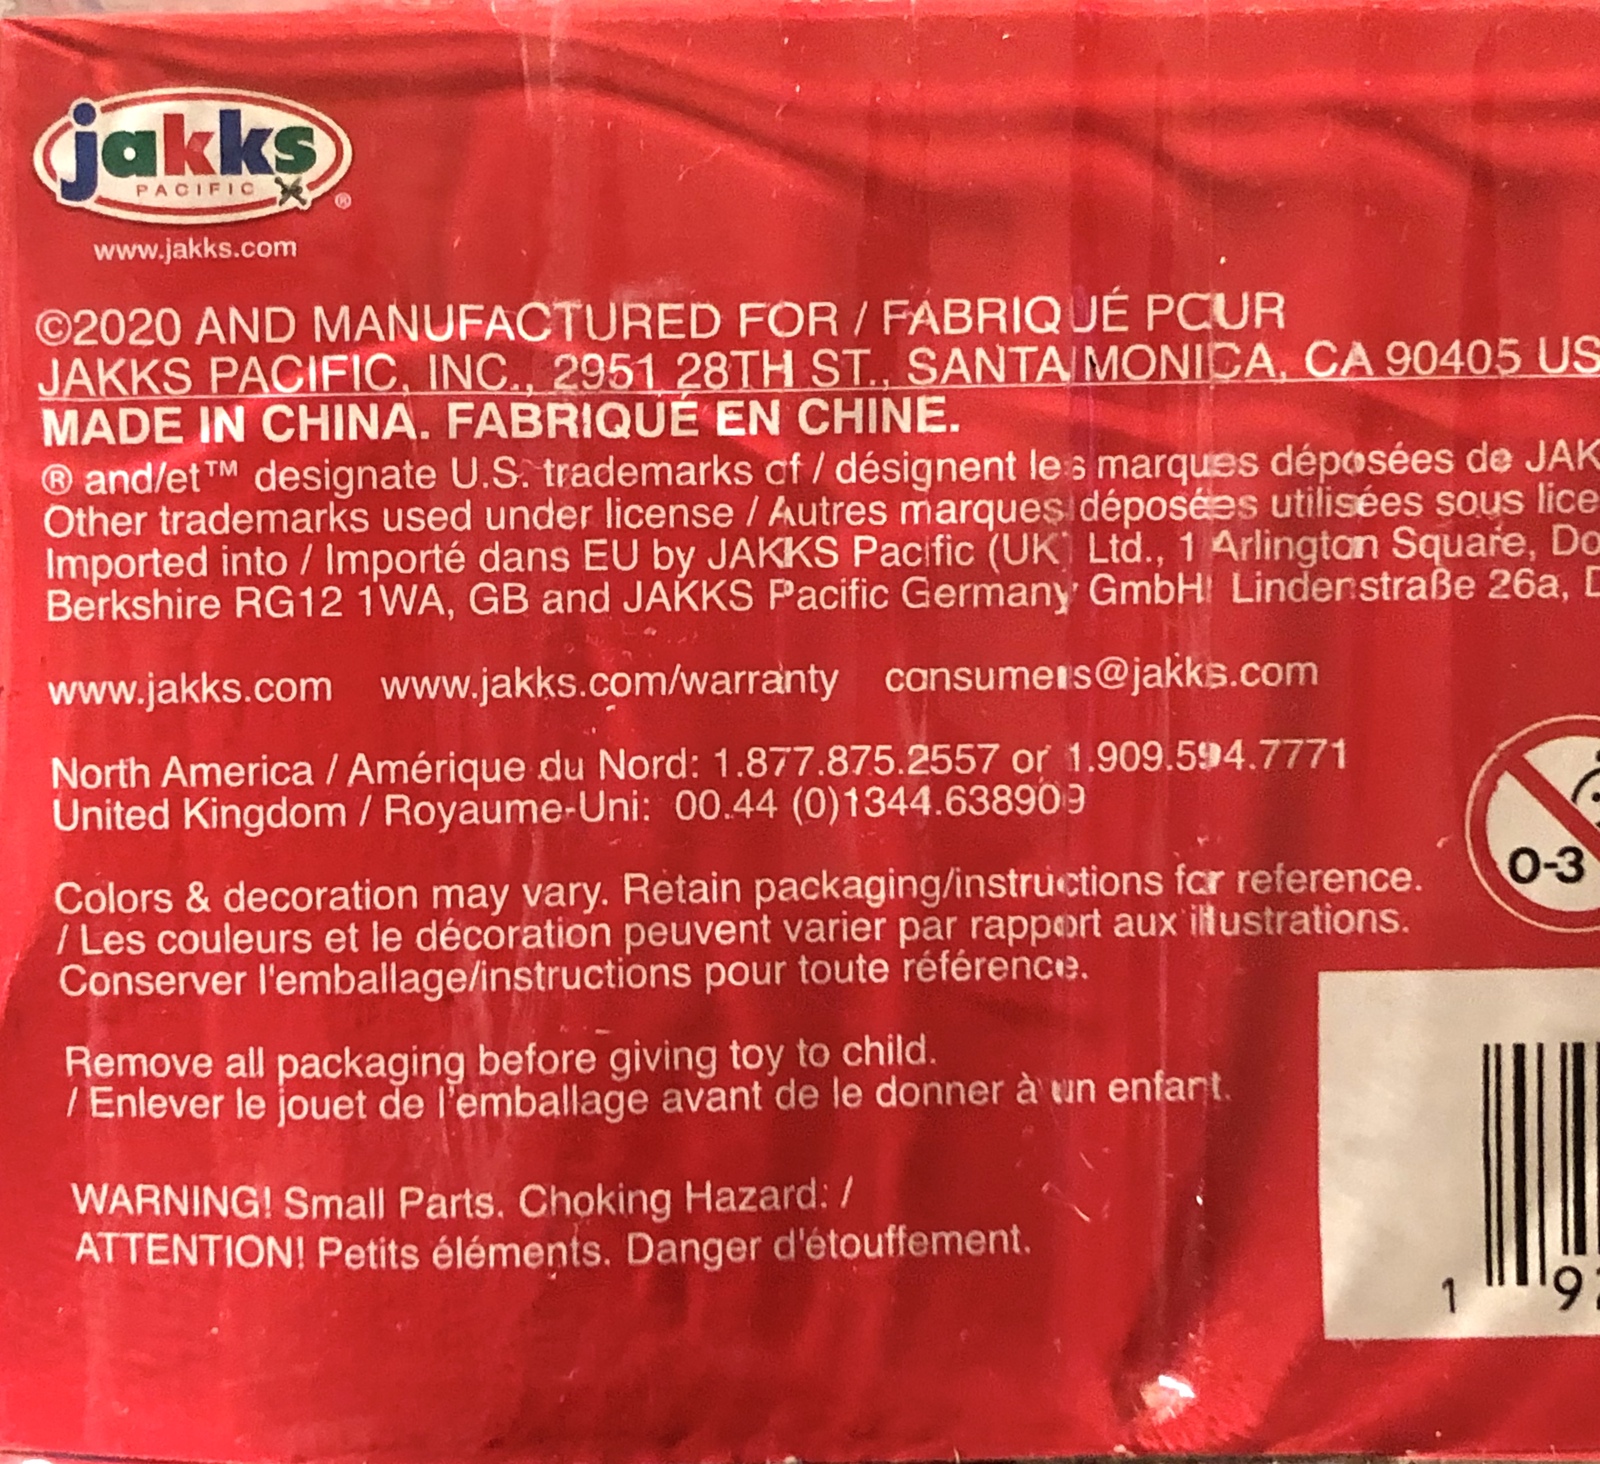 jakks
PACIFIC
®
www.jakks.com
©2020 AND MANUFACTURED FOR / FABRIQUÉ POUR
JAKKS PACIFIC, INC., 2951 28TH ST., SANTA MONICA, CA 90405 US
MADE IN CHINA. FABRIQUÉ EN CHINE.
® and/et™ designate U.S. trademarks of / désignent les marques déposées de JAK
Other trademarks used under license / Autres marques déposées utilisées sous lice
Imported into / Importé dans EU by JAKKS Pacific (UK) Ltd., 1 Arlington Square, Do
Berkshire RG12 1WA, GB and JAKKS Pacific Germany GmbH Lindenstraße 26a, D
www.jakks.com www.jakks.com/warranty consumers@jakks.com
North America / Amérique du Nord: 1.877.875.2557 or 1.909.594.7771
United Kingdom / Royaume-Uni: 00.44 (0)1344.638909
Colors & decoration may vary. Retain packaging/instructions for reference.
/ Les couleurs et le décoration peuvent varier par rapport aux illustrations.
Conserver l'emballage/instructions pour toute référence.
0-3
Remove all packaging before giving toy to child.
/ Enlever le jouet de l'emballage avant de le donner à un enfant.
WARNING! Small Parts. Choking Hazard: /
ATTENTION! Petits éléments. Danger d'étouffement.
1 9